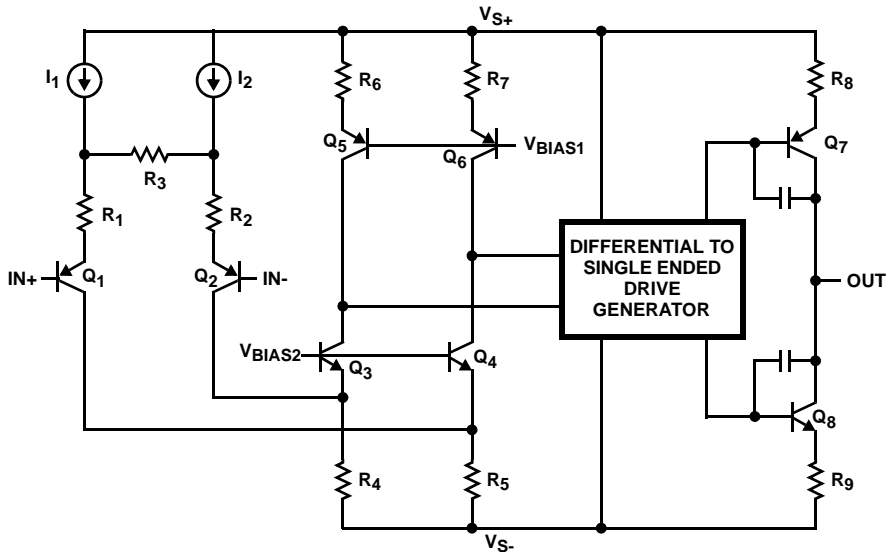 VS+
I1
I2
R6
R7
R8
Q5
Q6
VBIAS1
Q7
R3
R1
R2
IN+
Q1
Q2
IN-
DIFFERENTIAL TO
SINGLE ENDED
DRIVE
GENERATOR
OUT
VBIAS2
Q3
Q4
Q8
R4
R5
R9
VS-